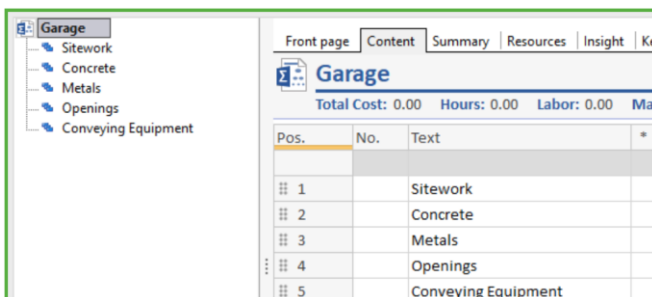 Garage
Sitework
Concrete
Metals
Openings
Conveying Equipment
Front page Content Summary Resources Insight
Garage
Total Cost: 0.00 Hours: 0.00 Labor: 0.00
Pos. No. Text *
1 Sitework
2 Concrete
3 Metals
4 Openings
5 Conveying Equipment